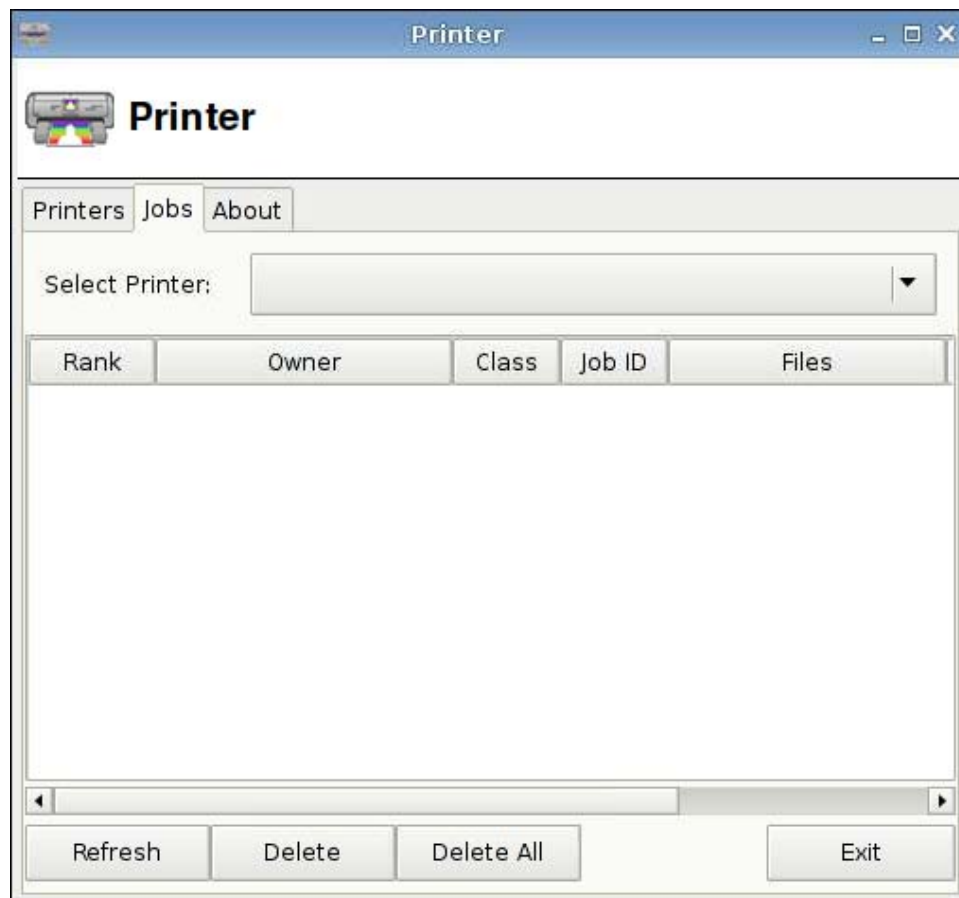 Printer
Printer
Printers Jobs About
Select Printer:
Rank Owner Class Job ID Files
Refresh Delete Delete All Exit